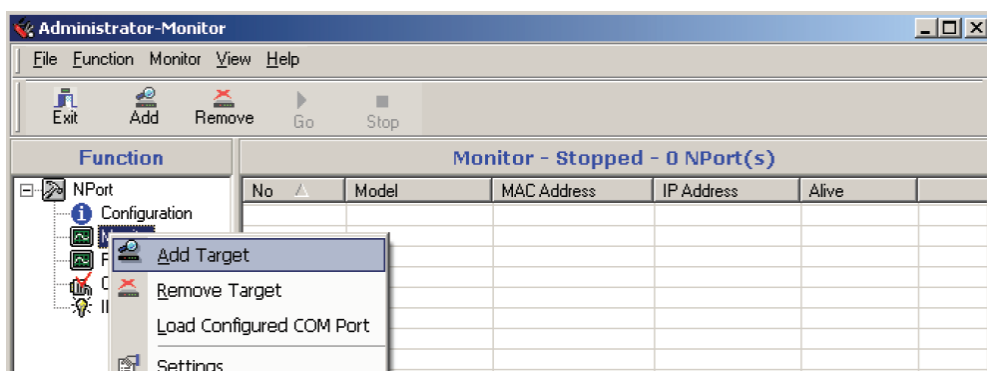 Administrator-Monitor
File Function Monitor View Help
Exit Add Remove Go Stop
Function
Monitor - Stopped - 0 NPort(s)
NPort
No Model MAC Address IP Address Alive
Configuration
Add Target
Remove Target
Load Configured COM Port
Settings